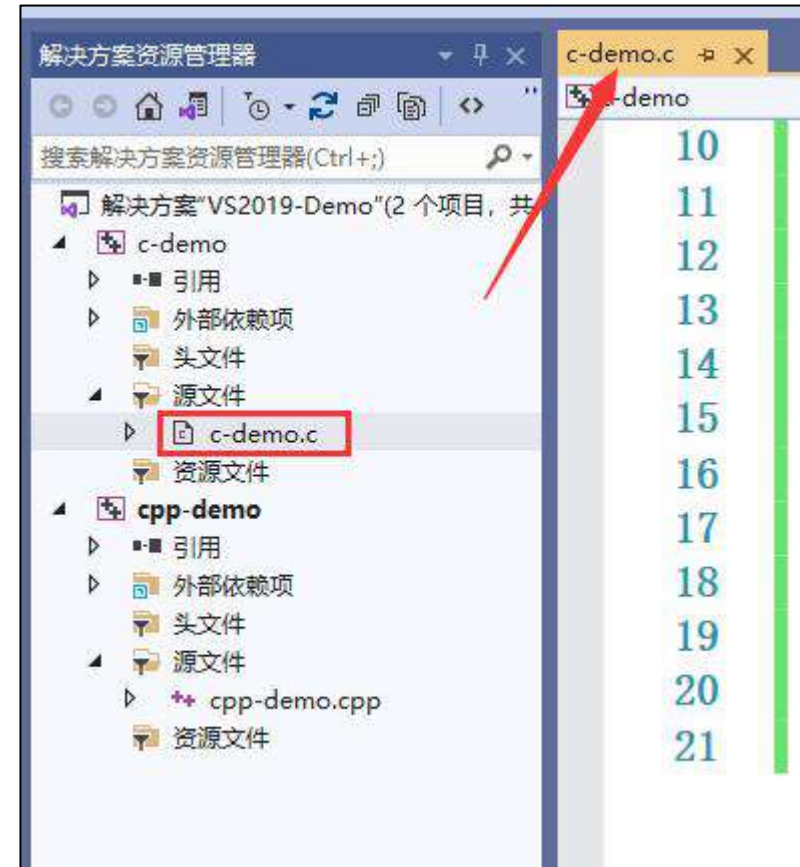 解决方案资源管理器
搜索解决方案资源管理器(Ctrl+;)
解决方案"VS2019-Demo"(2 个项目，共
c-demo
引用
外部依赖项
头文件
源文件
c-demo.c
资源文件
cpp-demo
引用
外部依赖项
头文件
源文件
cpp-demo.cpp
资源文件
c-demo.c
-demo
10
11
12
13
14
15
16
17
18
19
20
21